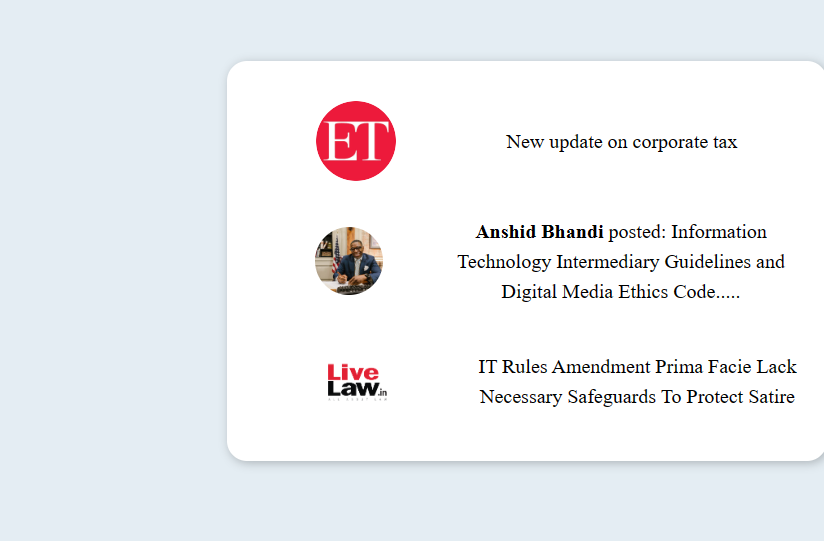 ET
New update on corporate tax
Anshid Bhandi posted: Information
Technology Intermediary Guidelines and
Digital Media Ethics Code.....
Live
Law.in
IT Rules Amendment Prima Facie Lack
Necessary Safeguards To Protect Satire